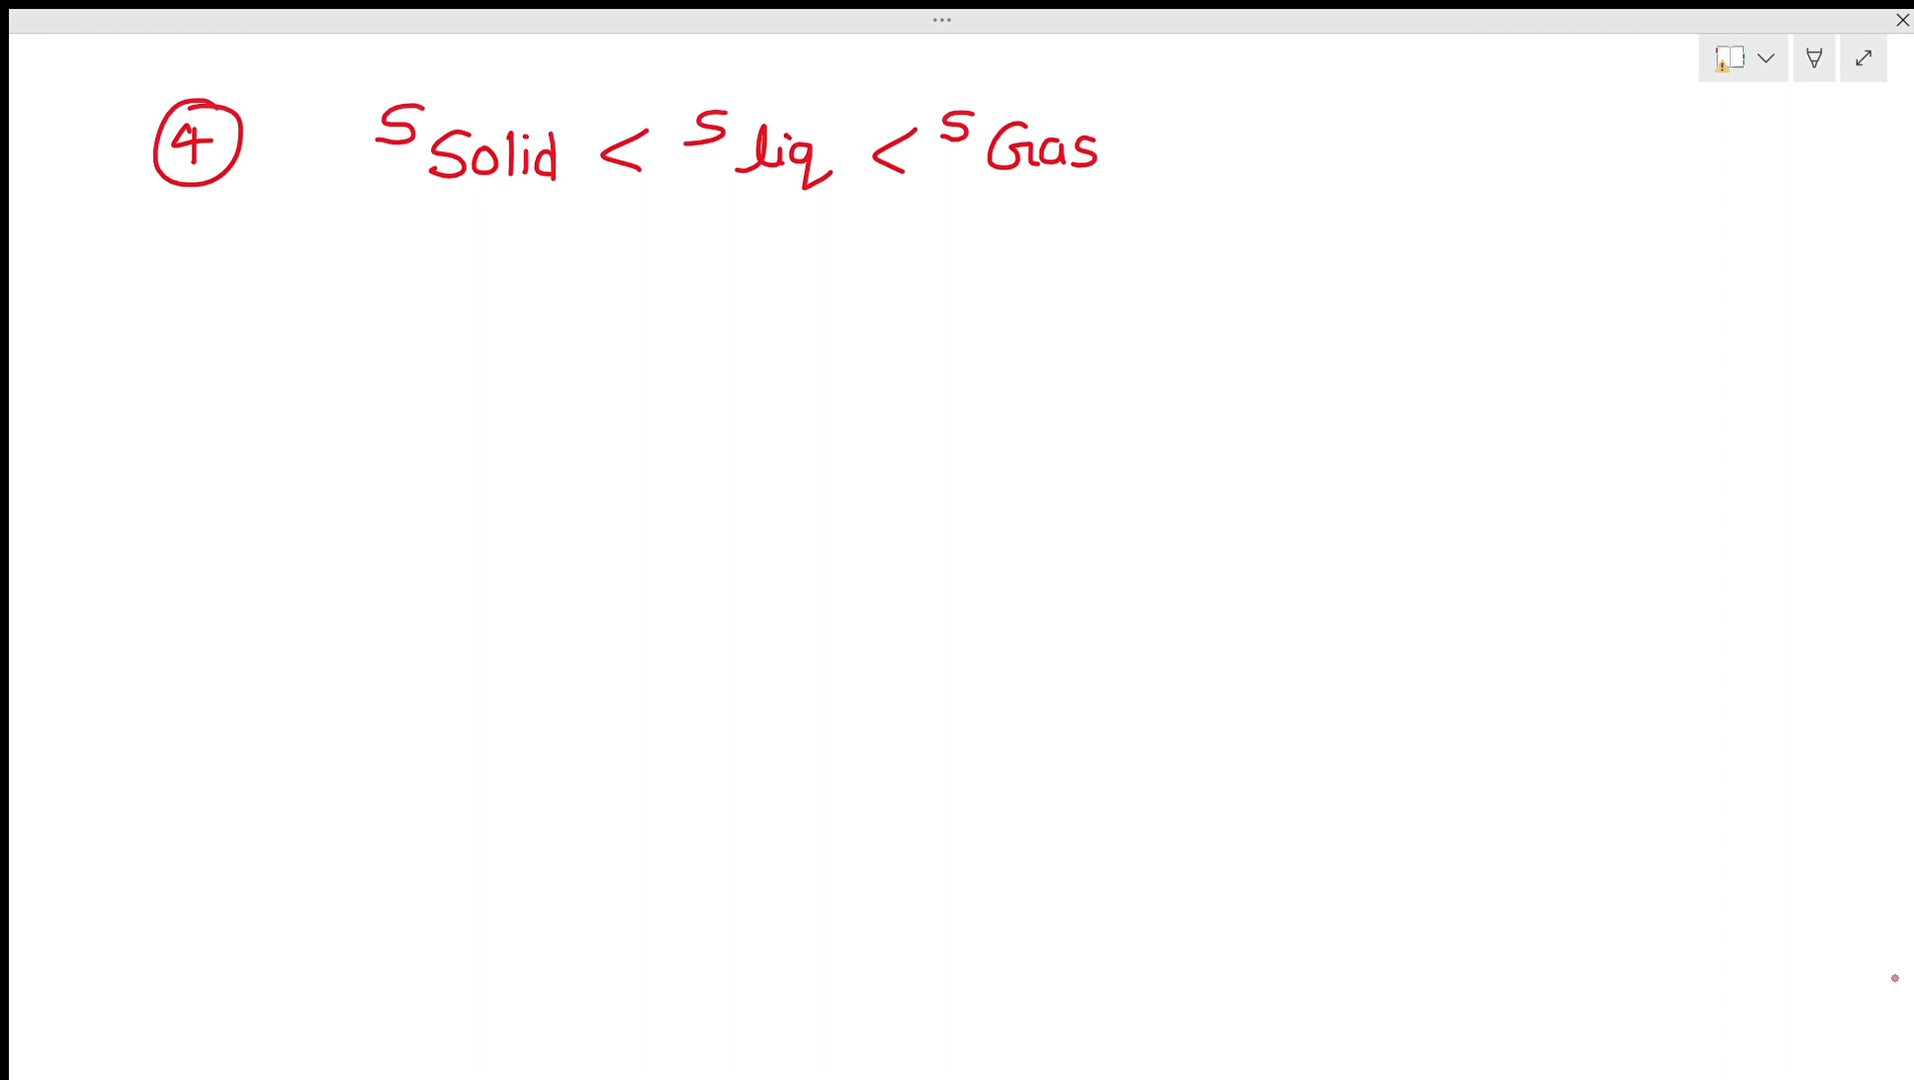 ④ S Solid < S liq < S Gas